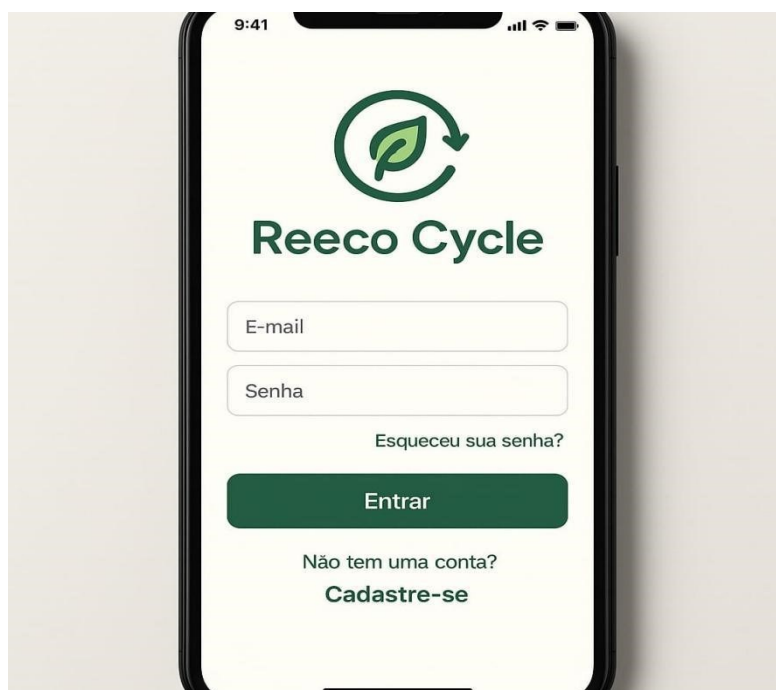 9:41
Reeco Cycle
E-mail
Senha
Esqueceu sua senha?
Entrar
Não tem uma conta?
Cadastre-se